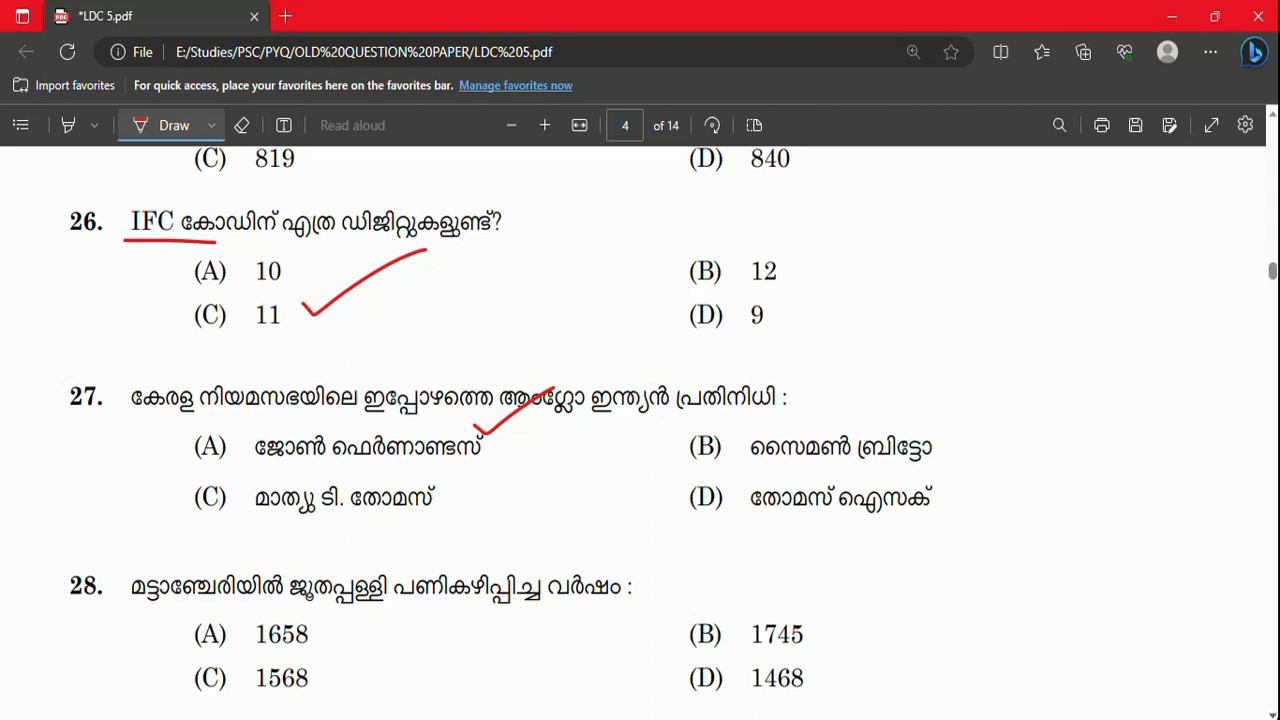 *LDC 5.pdf
File E:/Studies/PSC/PYQ/OLD%20QUESTION%20PAPER/LDC%205.pdf
Import favorites For quick access, place your favorites here on the favorites bar. Manage favorites now
Draw Read aloud 4 of 14
(C) 819 (D) 840
26. IFC കോഡിന് എത്ര ഡിജിറ്റുകളുണ്ട്?
(A) 10 (B) 12
(C) 11 (D) 9
27. കേരള നിയമസഭയിലെ ഇപ്പോഴത്തെ ആംഗ്ലോ ഇന്ത്യൻ പ്രതിനിധി :
(A) ജോൺ ഫെർണാണ്ടസ് (B) സൈമൺ ബ്രിട്ടോ
(C) മാത്യു ടി. തോമസ് (D) തോമസ് ഐസക്
28. മട്ടാഞ്ചേരിയിൽ ജൂതപ്പള്ളി പണികഴിപ്പിച്ച വർഷം :
(A) 1658 (B) 1745
(C) 1568 (D) 1468